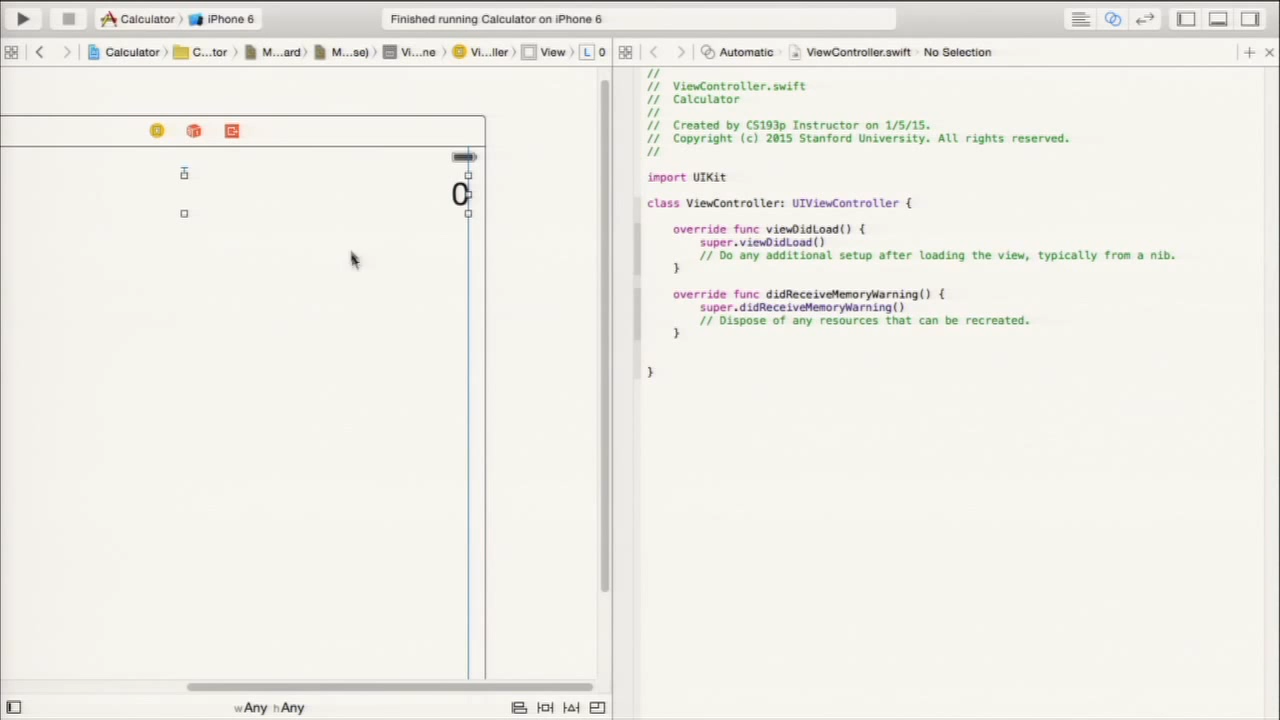 Calculator iPhone 6
Finished running Calculator on iPhone 6
Calculator C...tor M...ard M...se) Vi...ne Vi...ller View L 0
Automatic ViewController.swift No Selection
0
//
// ViewController.swift
// Calculator
//
// Created by CS193p Instructor on 1/5/15.
// Copyright (c) 2015 Stanford University. All rights reserved.
//
import UIKit
class ViewController: UIViewController {
override func viewDidLoad() {
super.viewDidLoad()
// Do any additional setup after loading the view, typically from a nib.
}
override func didReceiveMemoryWarning() {
super.didReceiveMemoryWarning()
// Dispose of any resources that can be recreated.
}
}
wAny hAny